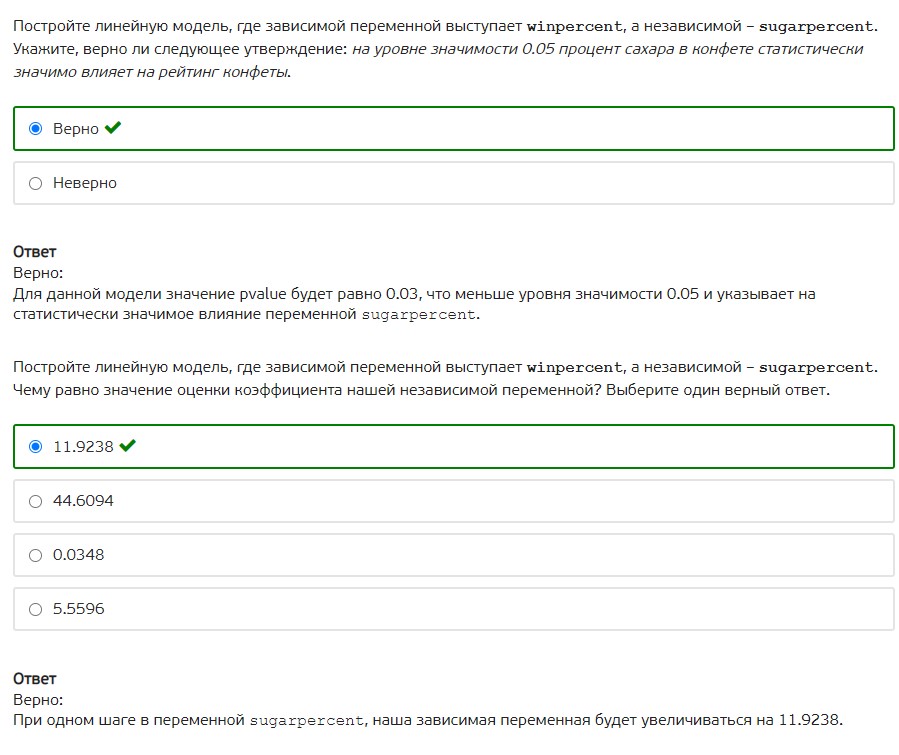 Постройте линейную модель, где зависимой переменной выступает winpercent, а независимой – sugarpercent.
Укажите, верно ли следующее утверждение: на уровне значимости 0.05 процент сахара в конфете статистически
значимо влияет на рейтинг конфеты.
Верно
Неверно
Ответ
Верно:
Для данной модели значение pvalue будет равно 0.03, что меньше уровня значимости 0.05 и указывает на
статистически значимое влияние переменной sugarpercent.
Постройте линейную модель, где зависимой переменной выступает winpercent, а независимой – sugarpercent.
Чему равно значение оценки коэффициента нашей независимой переменной? Выберите один верный ответ.
11.9238
44.6094
0.0348
5.5596
Ответ
Верно:
При одном шаге в переменной sugarpercent, наша зависимая переменная будет увеличиваться на 11.9238.